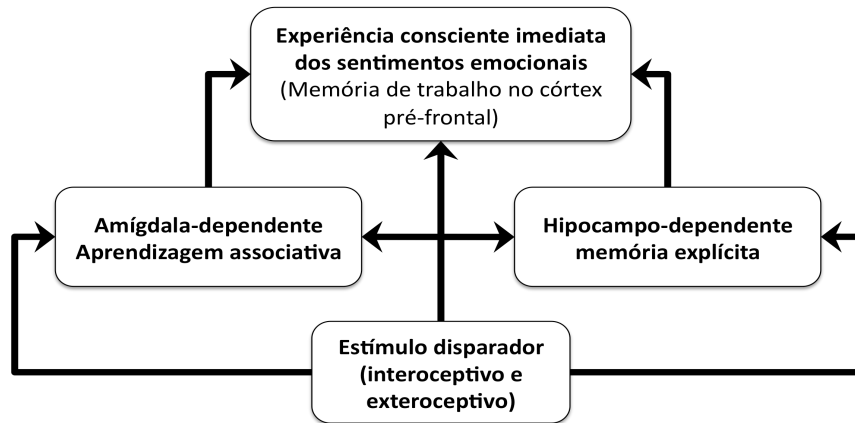 Experiência consciente imediata
dos sentimentos emocionais
(Memória de trabalho no córtex
pré-frontal)
Amígdala-dependente
Aprendizagem associativa
Hipocampo-dependente
memória explícita
Estímulo disparador
(interoceptivo e
exteroceptivo)